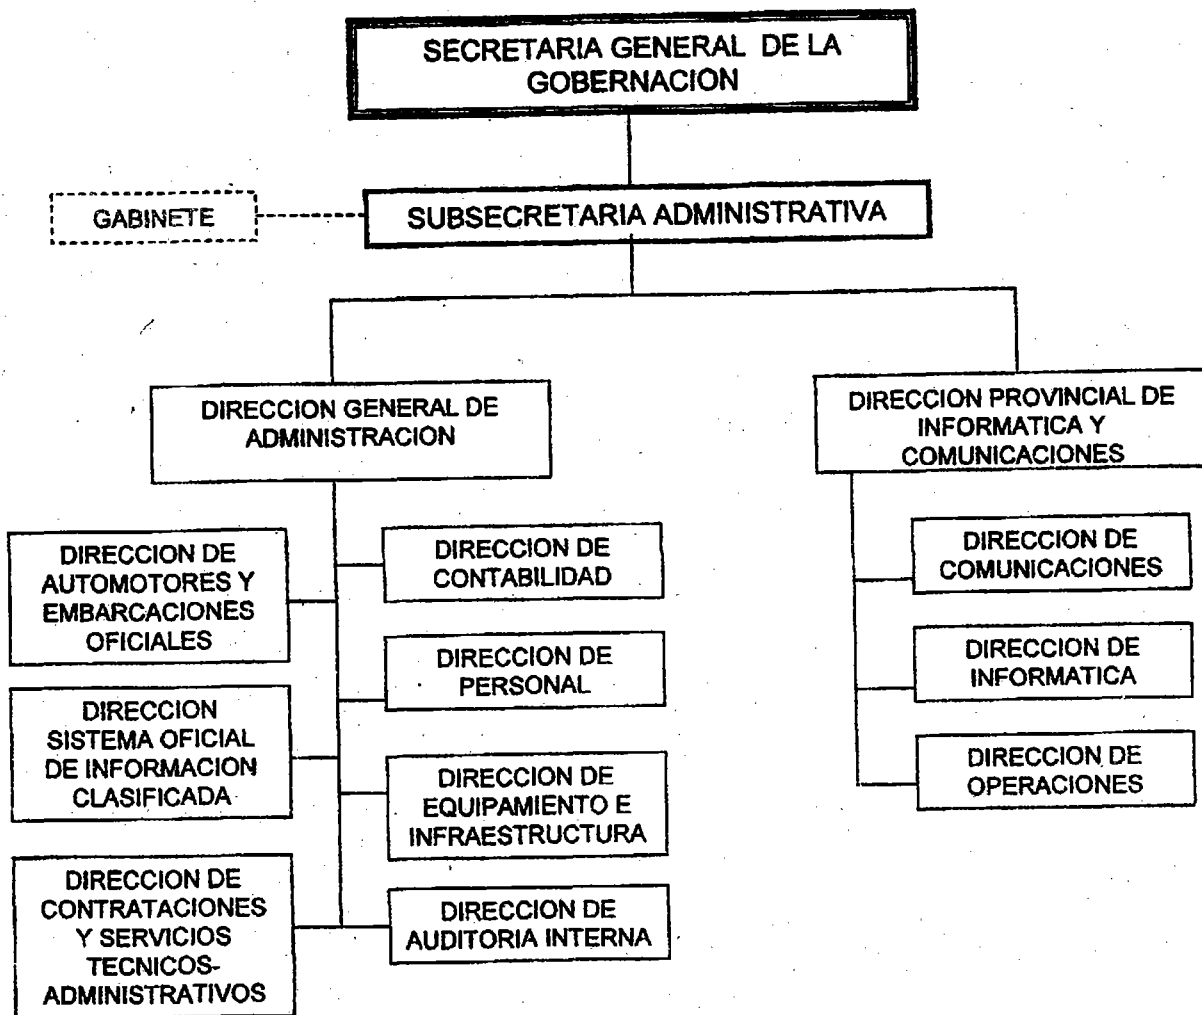 SECRETARIA GENERAL DE LA
GOBERNACION
GABINETE
SUBSECRETARIA ADMINISTRATIVA
DIRECCION GENERAL DE
ADMINISTRACION
DIRECCION PROVINCIAL DE
INFORMATICA Y
COMUNICACIONES
DIRECCION DE
AUTOMOTORES Y
EMBARCACIONES
OFICIALES
DIRECCION DE
CONTABILIDAD
DIRECCION DE
COMUNICACIONES
DIRECCION DE
PERSONAL
DIRECCION DE
INFORMATICA
DIRECCION
SISTEMA OFICIAL
DE INFORMACION
CLASIFICADA
DIRECCION DE
EQUIPAMIENTO E
INFRAESTRUCTURA
DIRECCION DE
OPERACIONES
DIRECCION DE
CONTRATACIONES
Y SERVICIOS
TECNICOS-
ADMINISTRATIVOS
DIRECCION DE
AUDITORIA INTERNA